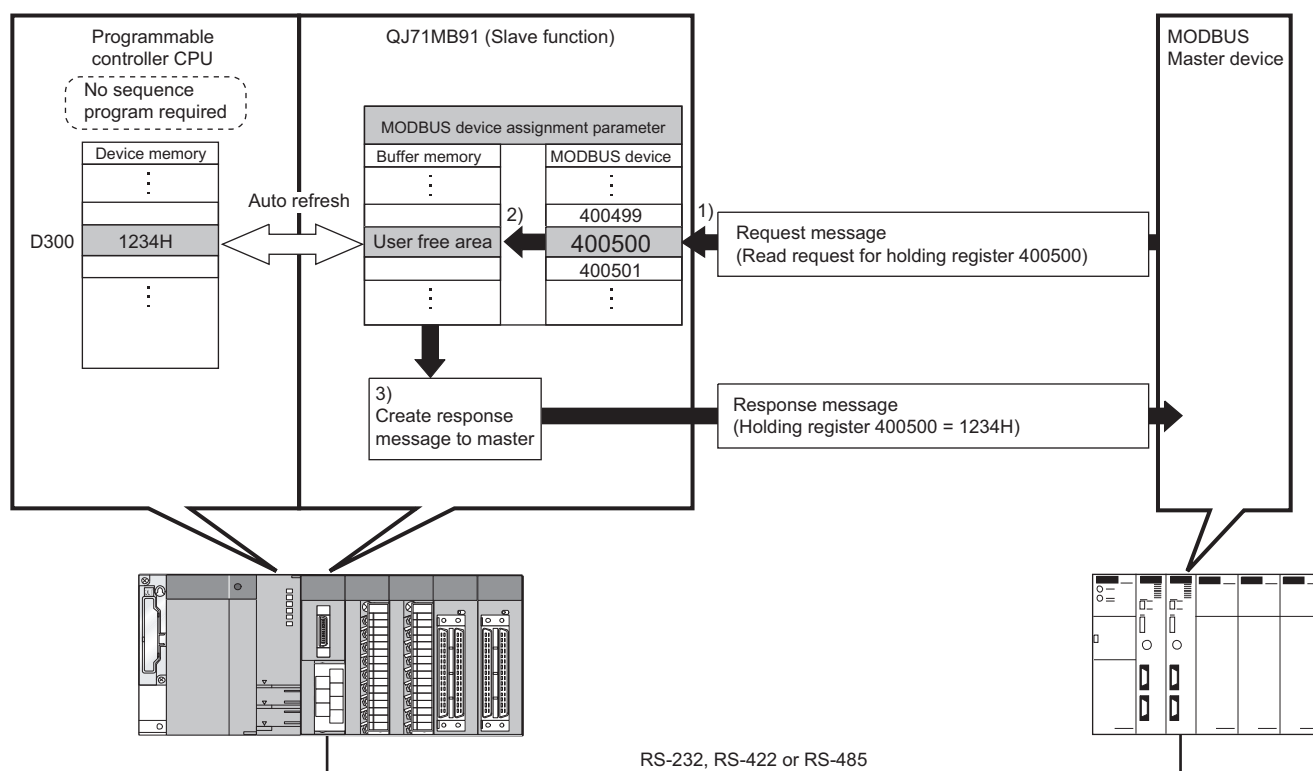 Programmable
controller CPU
No sequence
program required
Device memory
D300
1234H
Auto refresh
QJ71MB91 (Slave function)
MODBUS device assignment parameter
Buffer memory
MODBUS device
400499
2)
1)
User free area
400500
400501
3)
Create response
message to master
Request message
(Read request for holding register 400500)
Response message
(Holding register 400500 = 1234H)
MODBUS
Master device
RS-232, RS-422 or RS-485